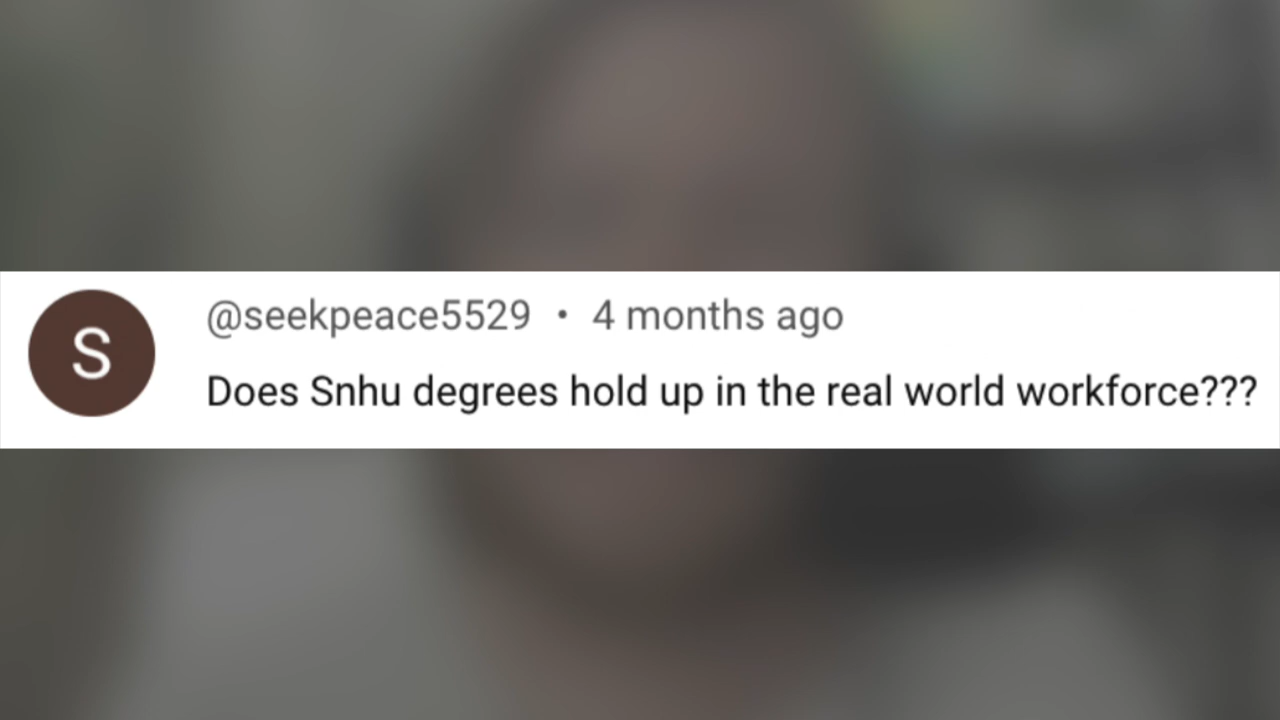 S
@seekpeace5529 • 4 months ago
Does Snhu degrees hold up in the real world workforce???